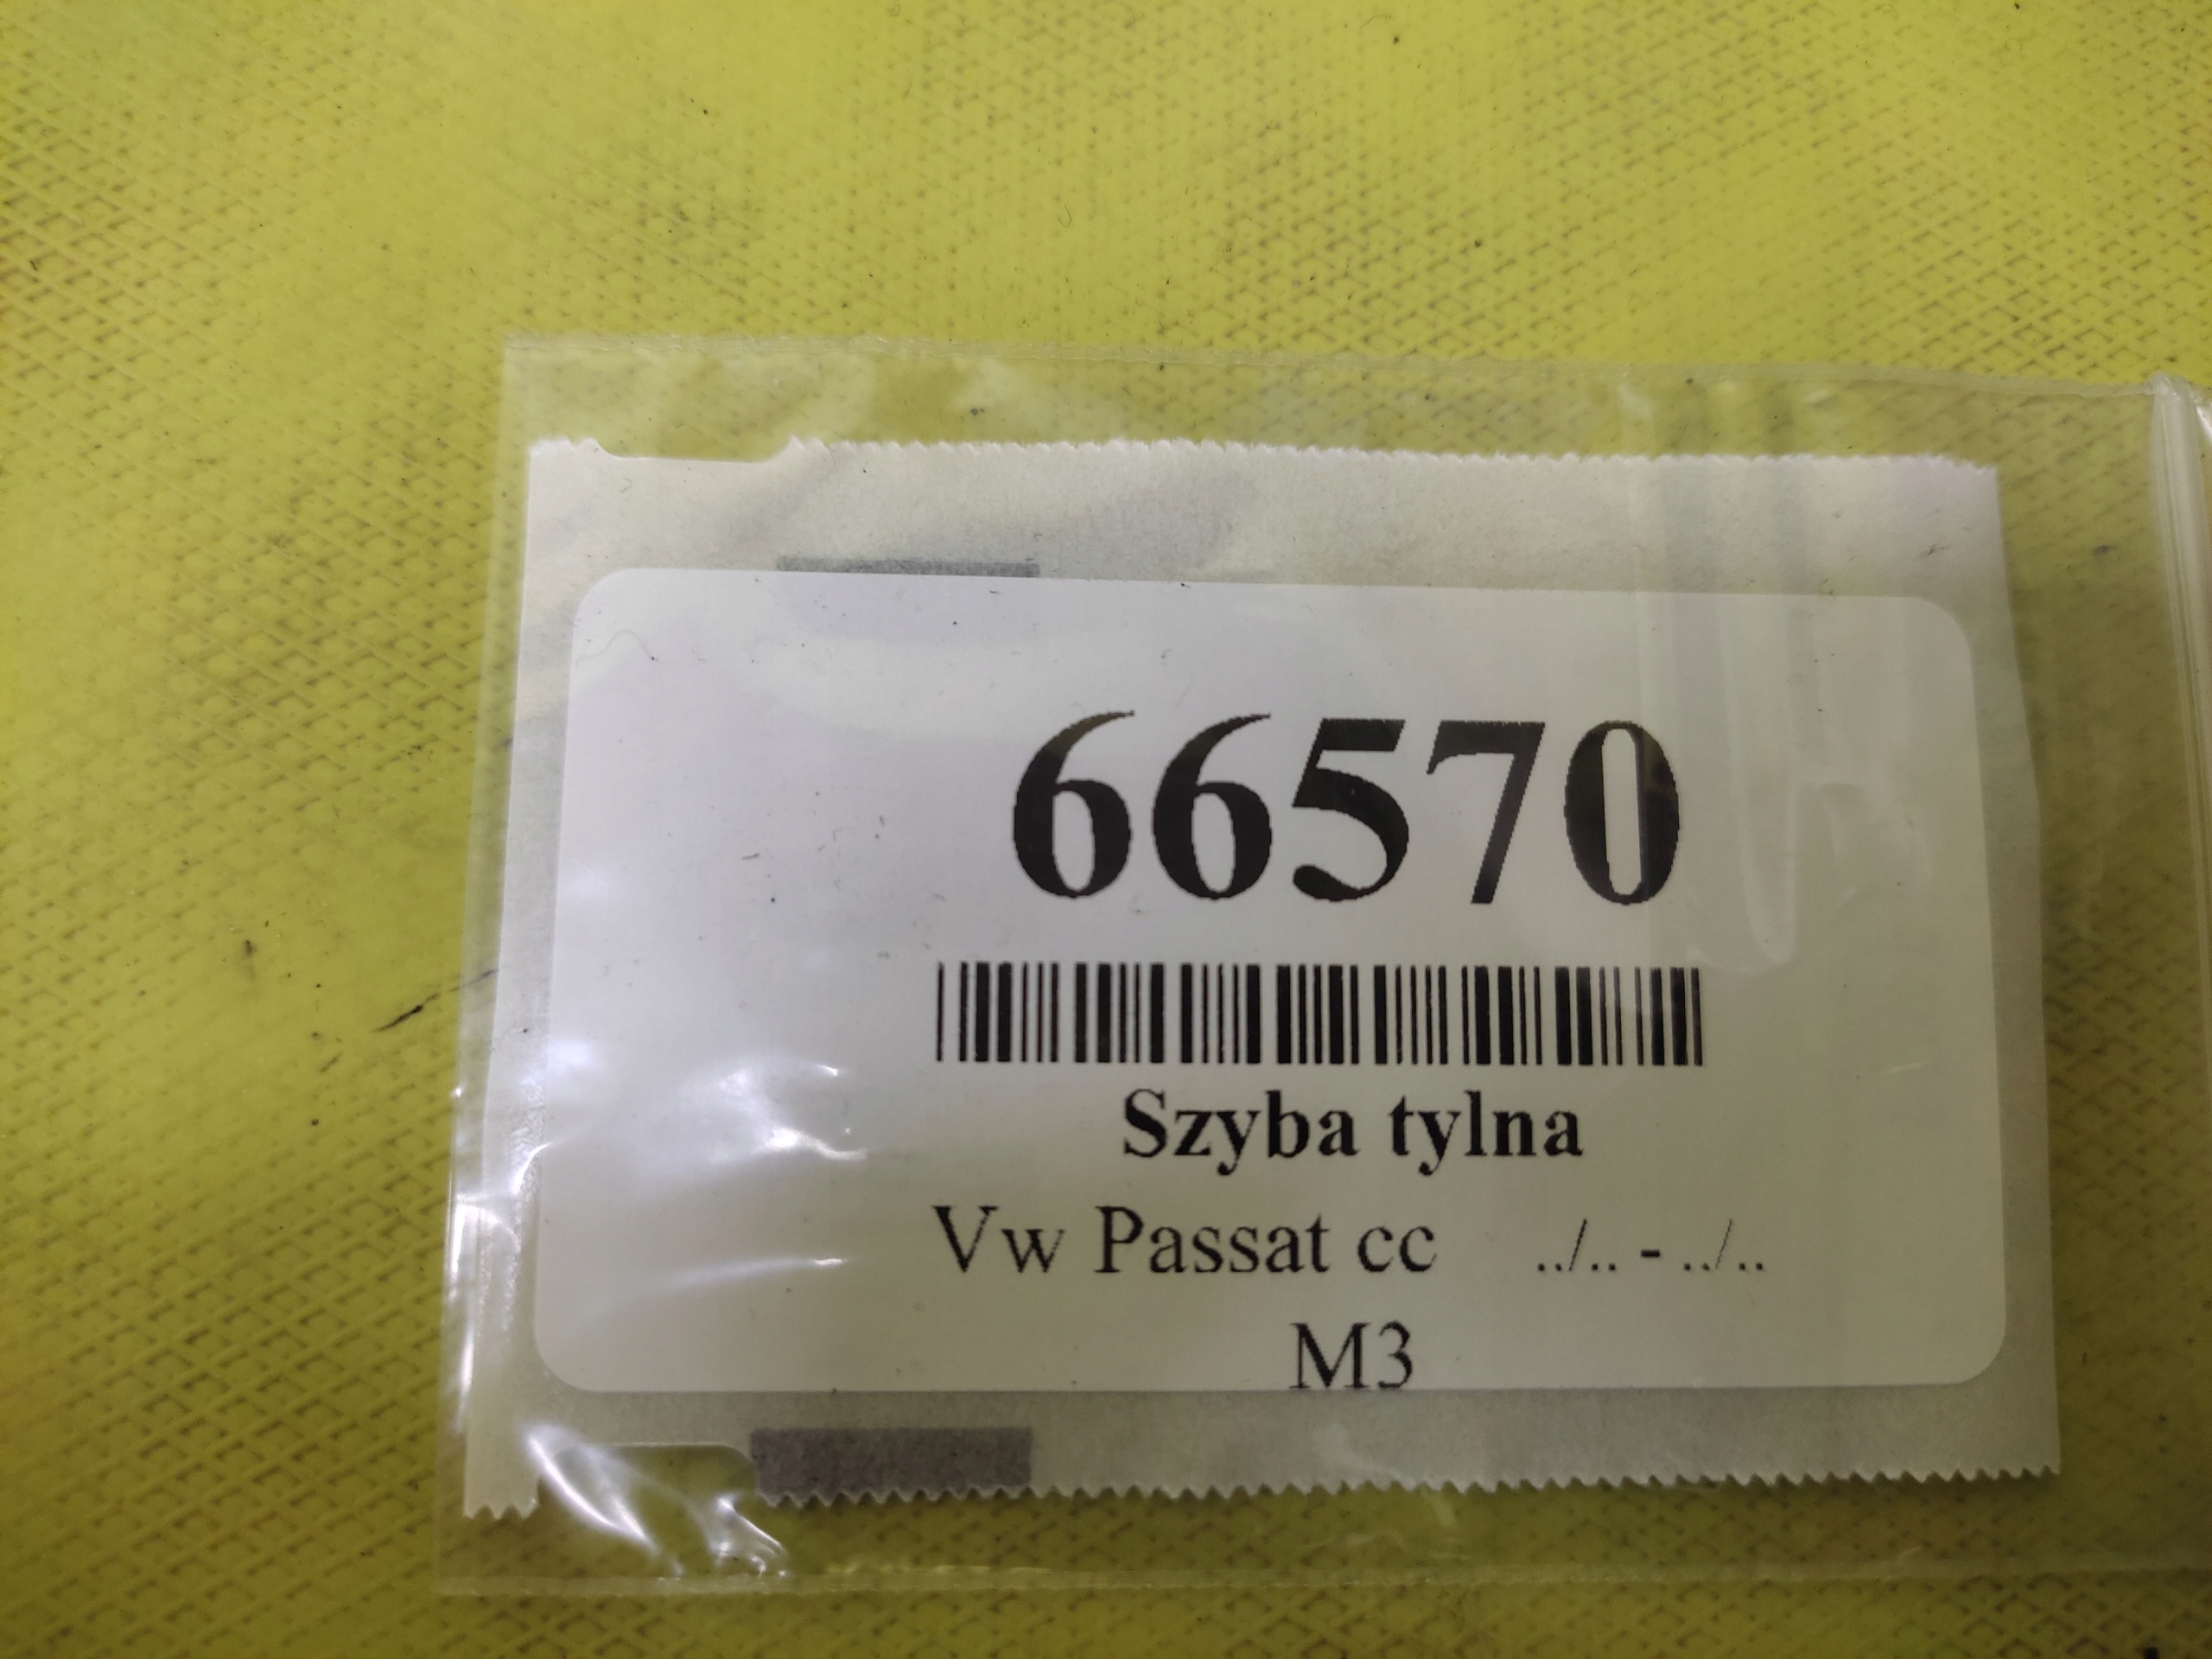 66570
Szyba tylna
Vw Passat cc ../.. - ../..
M3